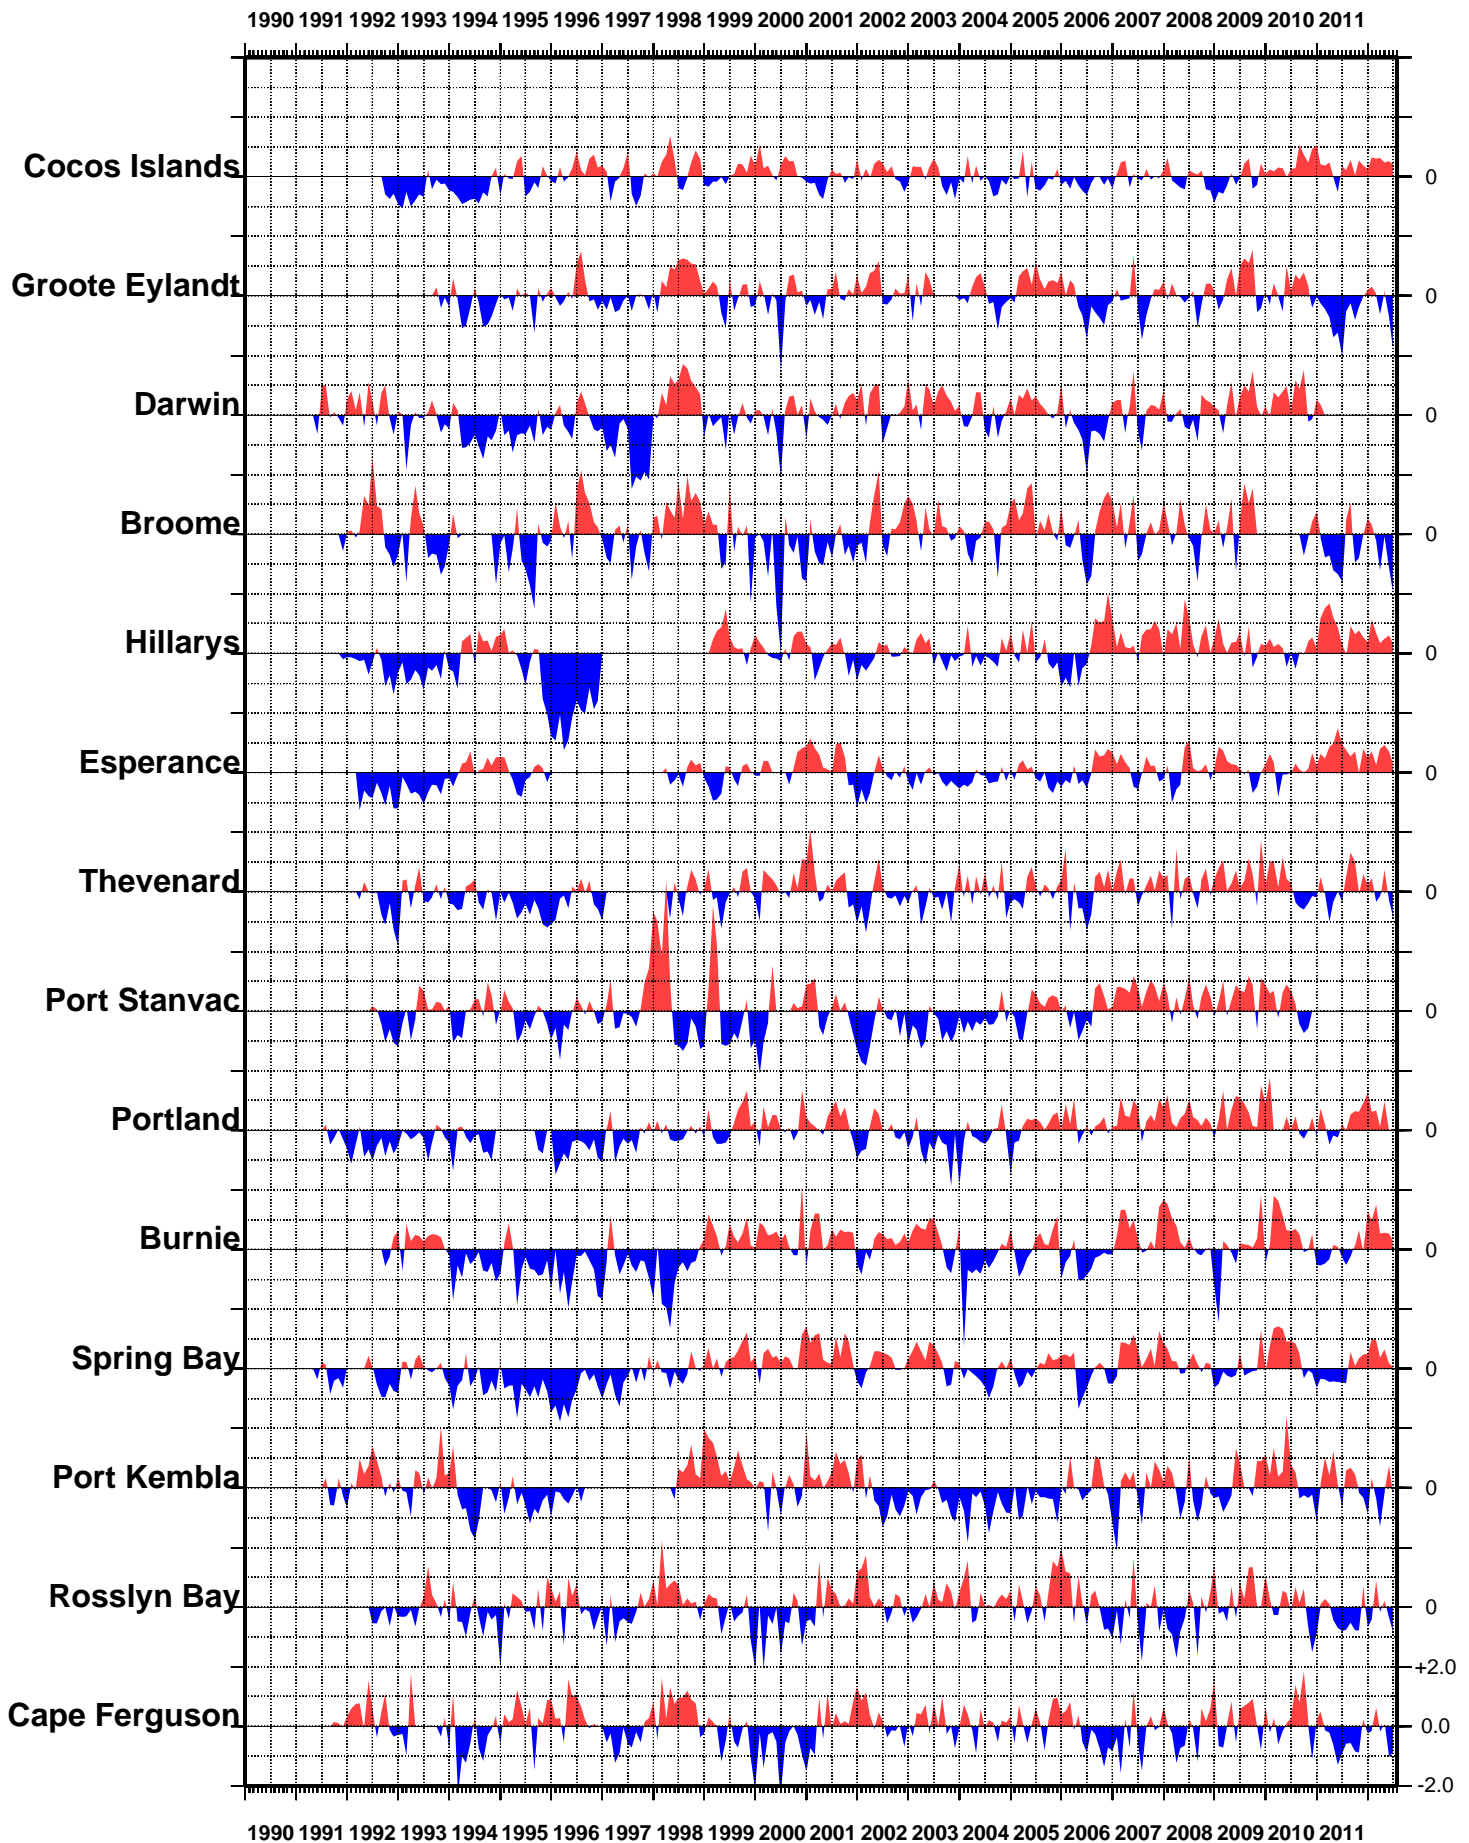 1990 1991 1992 1993 1994 1995 1996 1997 1998 1999 2000 2001 2002 2003 2004 2005 2006 2007 2008 2009 2010 2011
Cocos Islands 0
Groote Eylandt 0
Darwin 0
Broome 0
Hillarys 0
Esperance 0
Thevenard 0
Port Stanvac 0
Portland 0
Burnie 0
Spring Bay 0
Port Kembla 0
Rosslyn Bay 0
+2.0
Cape Ferguson 0.0
-2.0
1990 1991 1992 1993 1994 1995 1996 1997 1998 1999 2000 2001 2002 2003 2004 2005 2006 2007 2008 2009 2010 2011